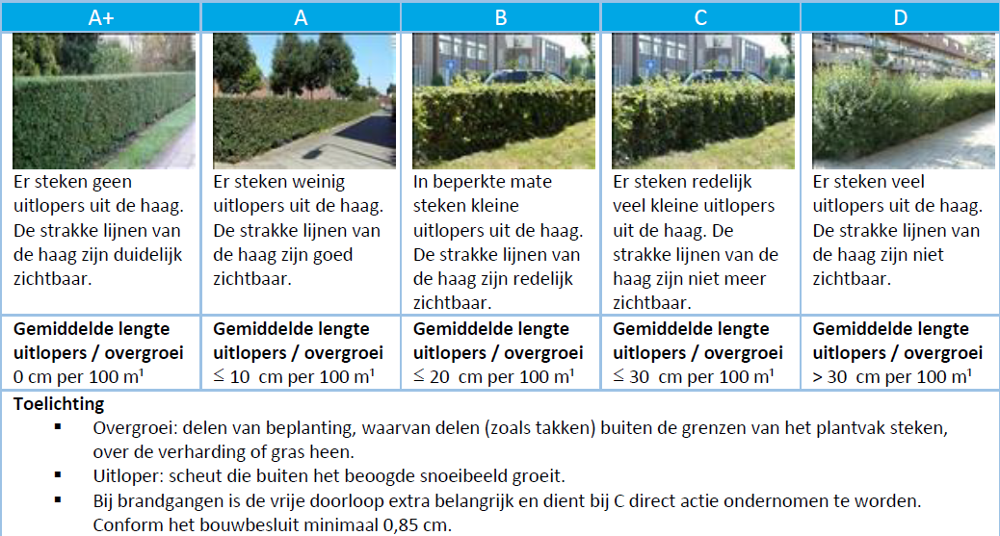 A+
A
B
C
D
Er steken geen
uitlopers uit de haag.
De strakke lijnen van
de haag zijn duidelijk
zichtbaar.
Er steken weinig
uitlopers uit de haag.
De strakke lijnen van
de haag zijn goed
zichtbaar.
In beperkte mate
steken kleine
uitlopers uit de haag.
De strakke lijnen van
de haag zijn redelijk
zichtbaar.
Er steken redelijk
veel kleine uitlopers
uit de haag. De
strakke lijnen van de
haag zijn niet meer
zichtbaar.
Er steken veel
uitlopers uit de haag.
De strakke lijnen van
de haag zijn niet
zichtbaar.
Gemiddelde lengte
uitlopers / overgroei
0 cm per 100 m¹
Gemiddelde lengte
uitlopers / overgroei
≤ 10 cm per 100 m¹
Gemiddelde lengte
uitlopers / overgroei
≤ 20 cm per 100 m¹
Gemiddelde lengte
uitlopers / overgroei
≤ 30 cm per 100 m¹
Gemiddelde lengte
uitlopers / overgroei
> 30 cm per 100 m¹
Toelichting
▪ Overgroei: delen van beplanting, waarvan delen (zoals takken) buiten de grenzen van het plantvak steken,
over de verharding of gras heen.
▪ Uitloper: scheut die buiten het beoogde snoeibeeld groeit.
▪ Bij brandgangen is de vrije doorloop extra belangrijk en dient bij C direct actie ondernomen te worden.
Conform het bouwbesluit minimaal 0,85 cm.